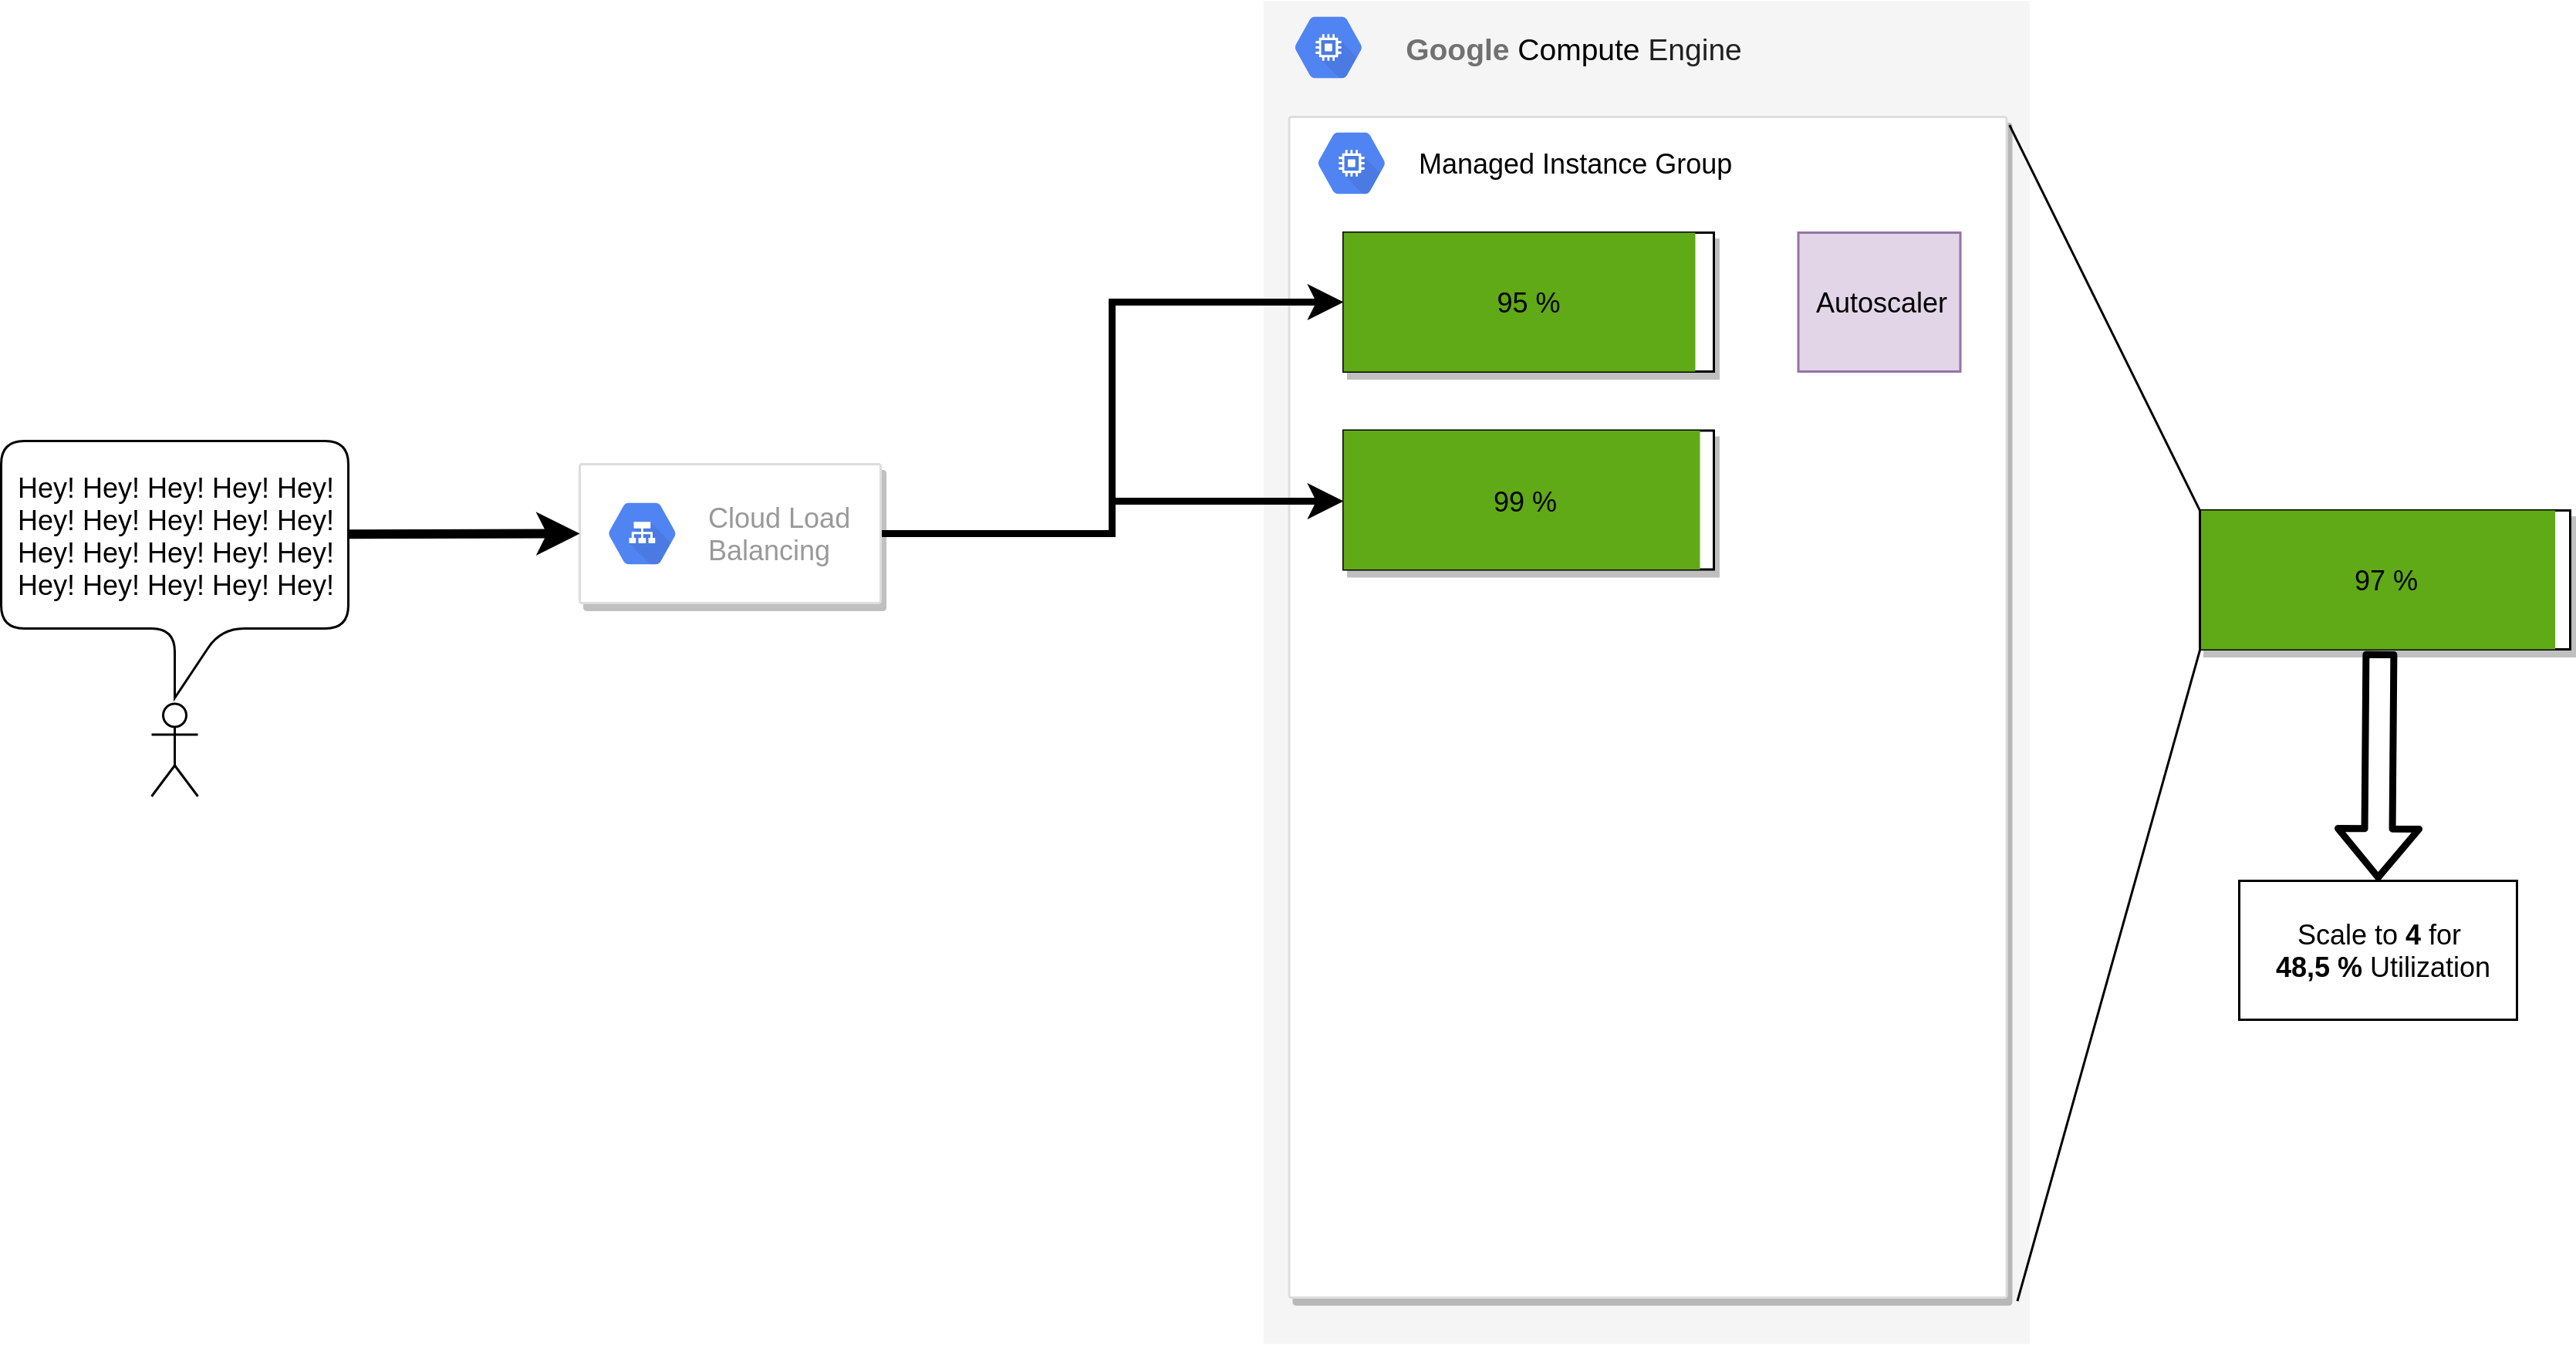 Google Compute Engine
Managed Instance Group
95 %
Autoscaler
99 %
Hey! Hey! Hey! Hey! Hey!
Hey! Hey! Hey! Hey! Hey!
Hey! Hey! Hey! Hey! Hey!
Hey! Hey! Hey! Hey! Hey!
Cloud Load
Balancing
97 %
Scale to 4 for
48,5 % Utilization